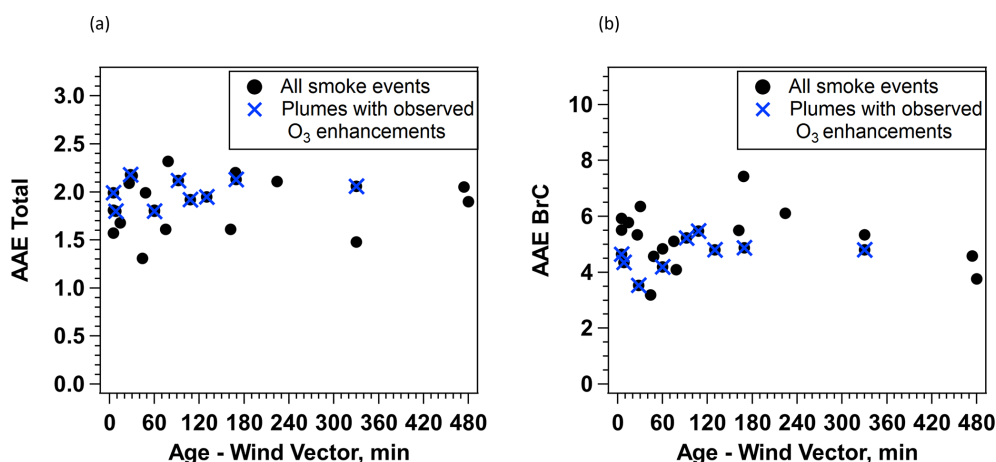 (a)
(b)
All smoke events
Plumes with observed
O3 enhancements
AAE Total
3.0
2.5
2.0
1.5
1.0
0.5
0.0
0 60 120 180 240 300 360 420 480
Age - Wind Vector, min
All smoke events
Plumes with observed
O3 enhancements
AAE BrC
10
8
6
4
2
0
0 60 120 180 240 300 360 420 480
Age - Wind Vector, min